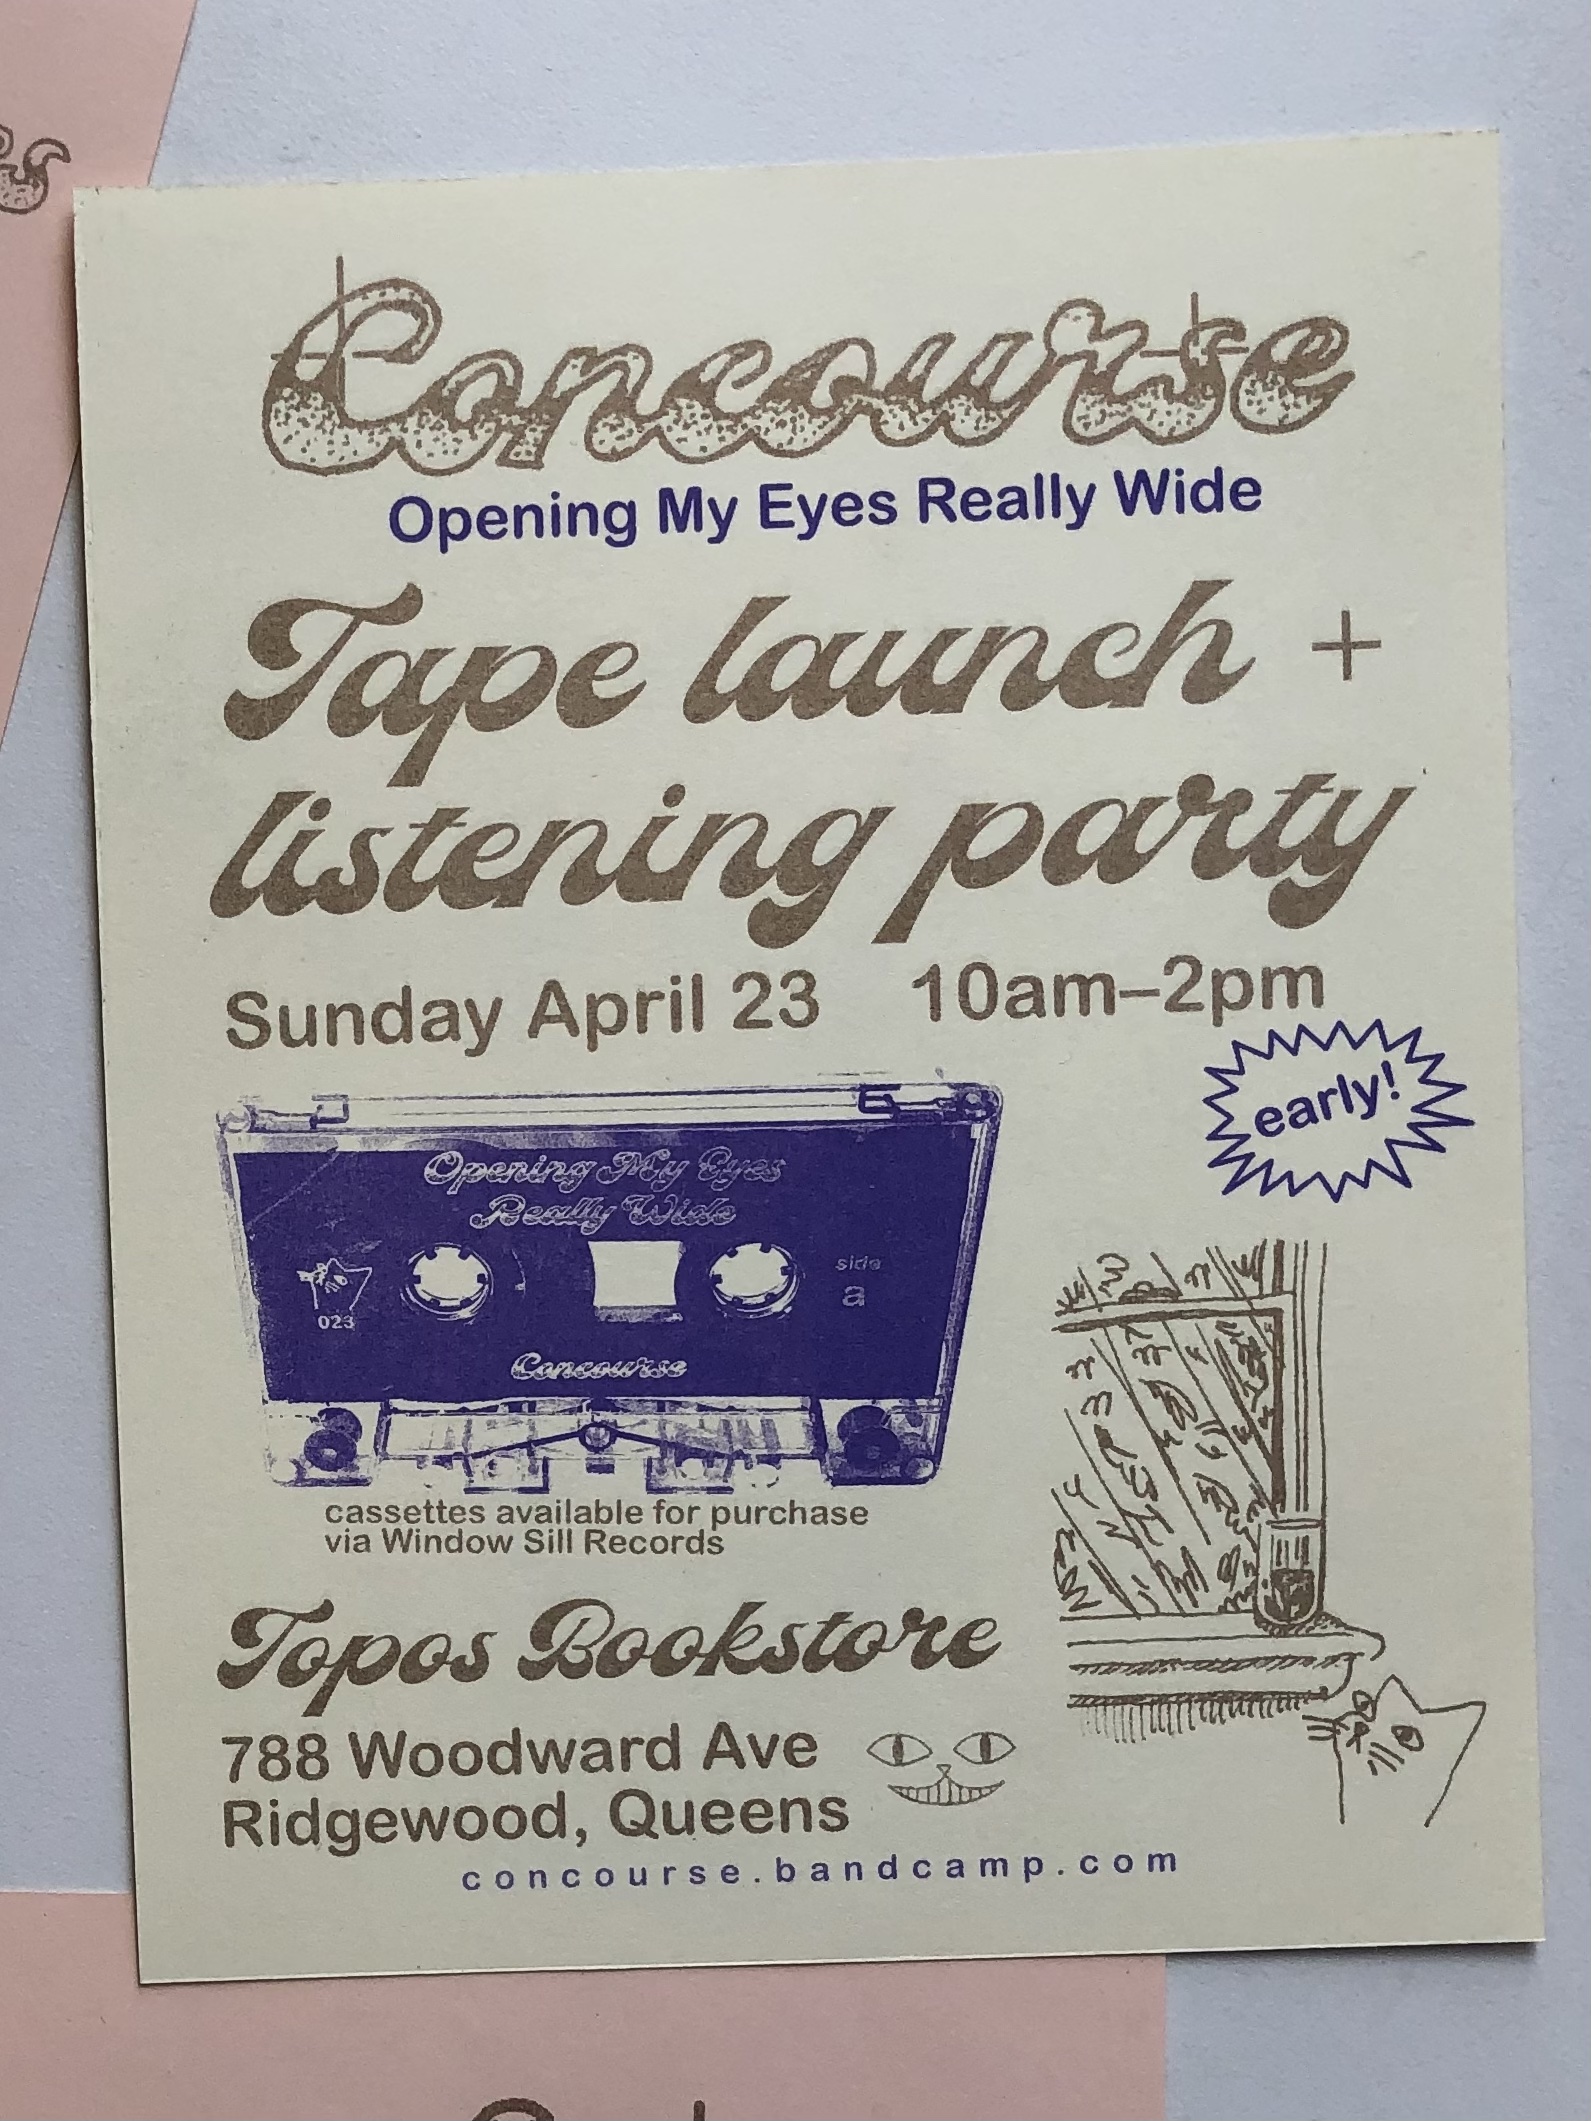 Concourse
Opening My Eyes Really Wide
Tape launch +
listening party
Sunday April 23 10am–2pm
early!
Opening My Eyes
Really Wide
023
side
a
Concourse
cassettes available for purchase
via Window Sill Records
Topos Bookstore
788 Woodward Ave
Ridgewood, Queens
concourse.bandcamp.com